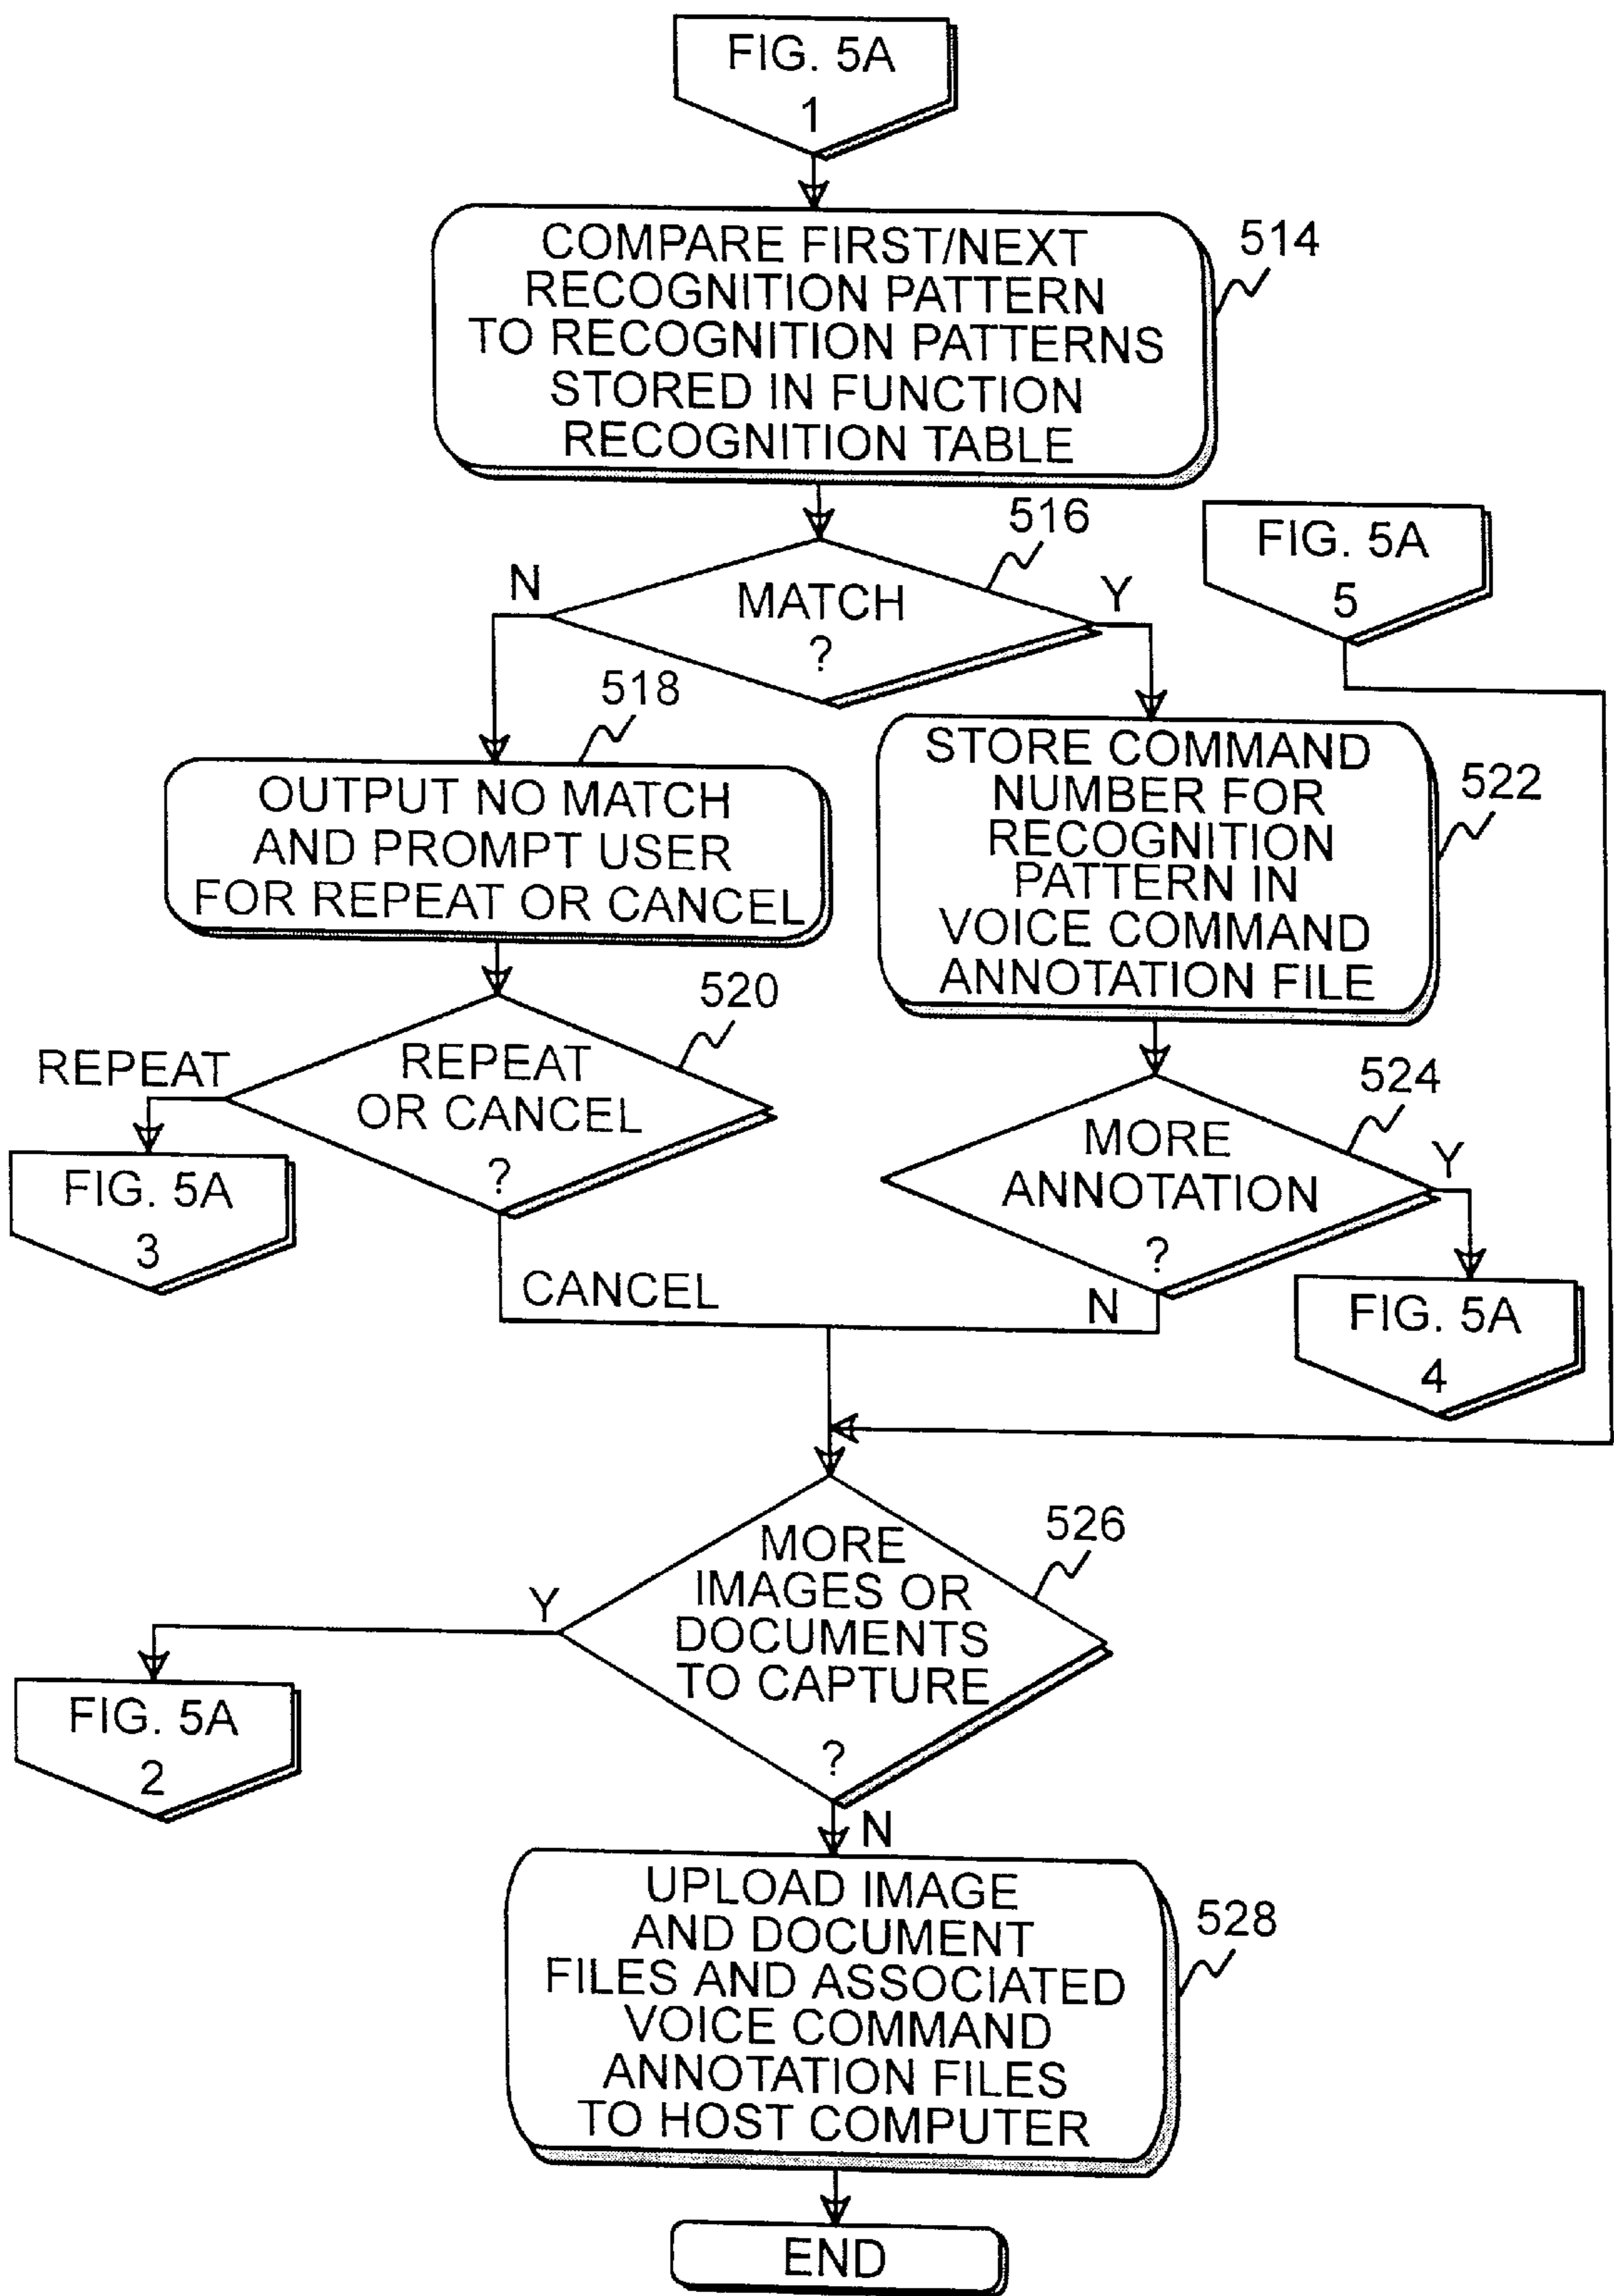 FIG. 5A
1
COMPARE FIRST/NEXT
RECOGNITION PATTERN
TO RECOGNITION PATTERNS
STORED IN FUNCTION
RECOGNITION TABLE
514
516
MATCH
?
N
Y
FIG. 5A
5
518
OUTPUT NO MATCH
AND PROMPT USER
FOR REPEAT OR CANCEL
STORE COMMAND
NUMBER FOR
RECOGNITION
PATTERN IN
VOICE COMMAND
ANNOTATION FILE
522
520
REPEAT
OR CANCEL
?
REPEAT
FIG. 5A
3
CANCEL
524
MORE
ANNOTATION
?
Y
N
FIG. 5A
4
526
MORE
IMAGES OR
DOCUMENTS
TO CAPTURE
?
Y
FIG. 5A
2
N
UPLOAD IMAGE
AND DOCUMENT
FILES AND ASSOCIATED
VOICE COMMAND
ANNOTATION FILES
TO HOST COMPUTER
528
END